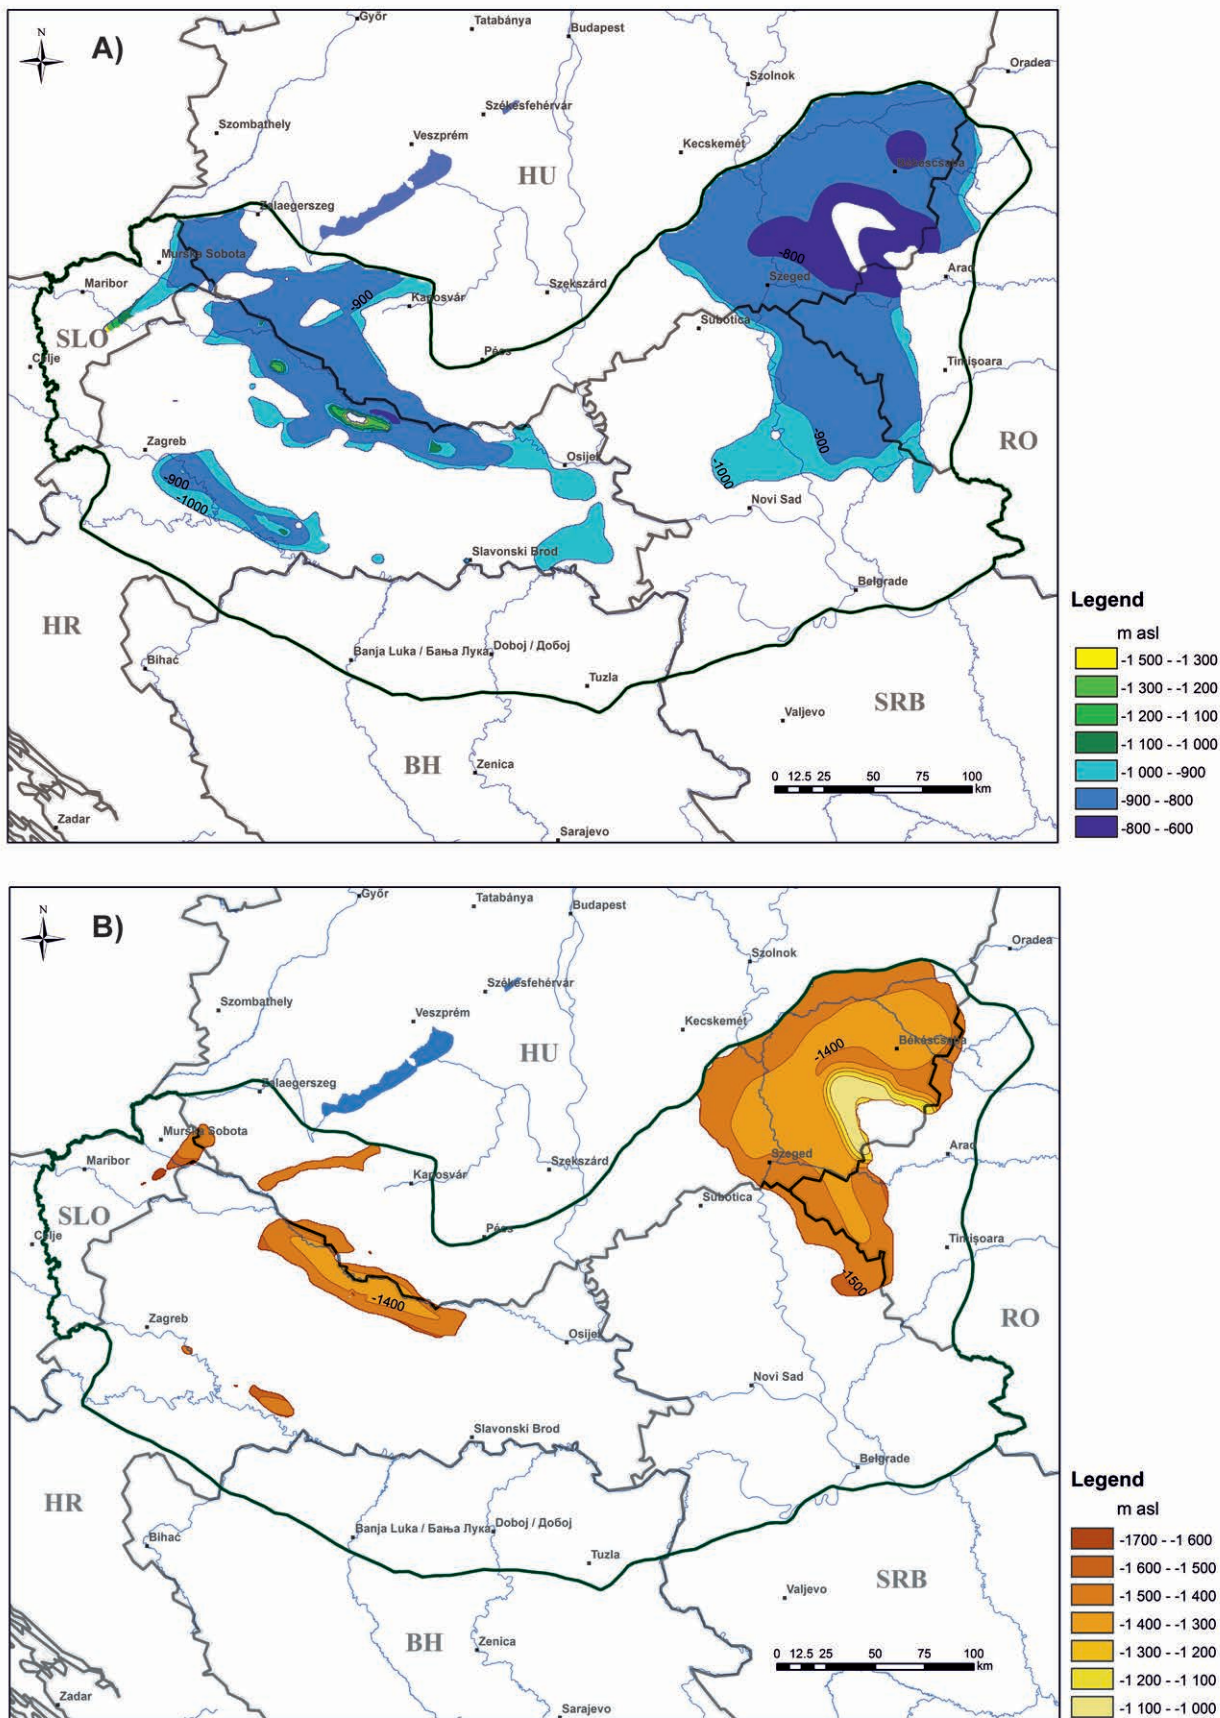 N
A)
Győr
Tatabánya
Budapest
Oradea
Szolnok
Székesfehérvár
Szombathely
Veszprém
Kecskemét
Békéscsaba
HU
Zalaegerszeg
Murska Sobota
-800
Maribor
Szeged
Arad
Szekszárd
-900
Kaposvár
Subotica
SLO
Celje
Pécs
Timișoara
RO
Zagreb
-900
Osijek
-1000
-900
-1000
Novi Sad
Slavonski Brod
Belgrade
HR
Banja Luka / Бања Лука
Doboj / Добој
Bihać
Tuzla
SRB
Valjevo
BH
Zenica
0 12.5 25 50 75 100
km
Zadar
Sarajevo
Legend
m asl
-1 500 - -1 300
-1 300 - -1 200
-1 200 - -1 100
-1 100 - -1 000
-1 000 - -900
-900 - -800
-800 - -600
N
B)
Győr
Tatabánya
Budapest
Oradea
Szolnok
Székesfehérvár
Szombathely
Veszprém
Kecskemét
-1400
Békéscsaba
HU
Zalaegerszeg
Murska Sobota
Maribor
Szeged
Arad
Szekszárd
Kaposvár
Subotica
SLO
Celje
Pécs
Timișoara
-1500
-1400
RO
Zagreb
Osijek
Novi Sad
Slavonski Brod
Belgrade
HR
Banja Luka / Бања Лука
Doboj / Добој
Bihać
Tuzla
SRB
Valjevo
BH
Zenica
0 12.5 25 50 75 100
km
Zadar
Sarajevo
Legend
m asl
-1700 - -1 600
-1 600 - -1 500
-1 500 - -1 400
-1 400 - -1 300
-1 300 - -1 200
-1 200 - -1 100
-1 100 - -1 000